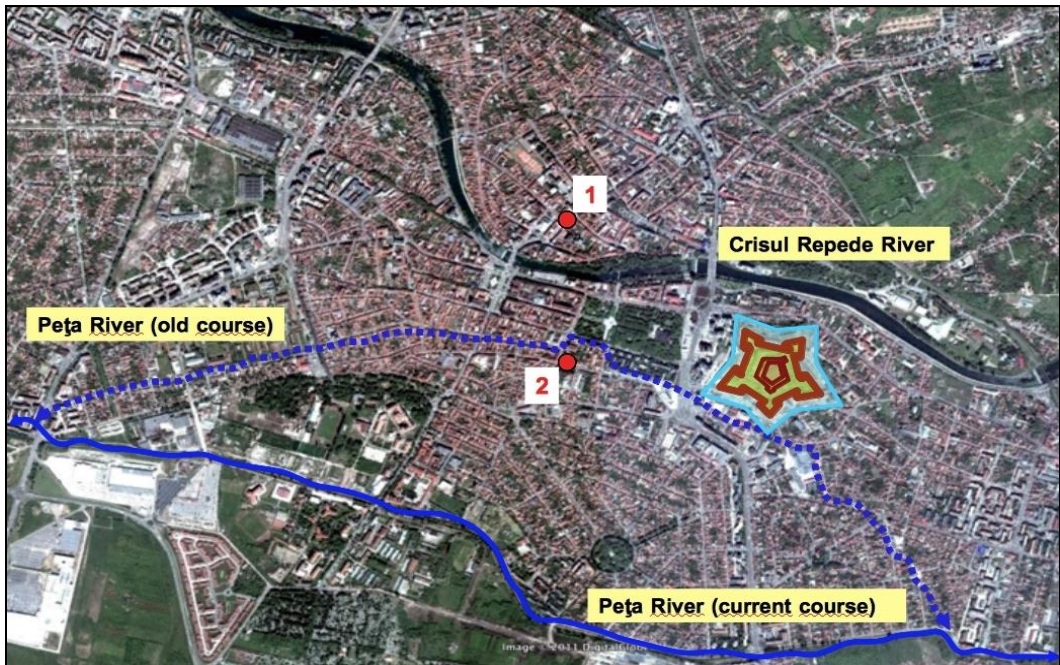 1
Crisul Repede River
Peţa River (old course)
2
Peţa River (current course)
Image © 2011 DigitalGlobe